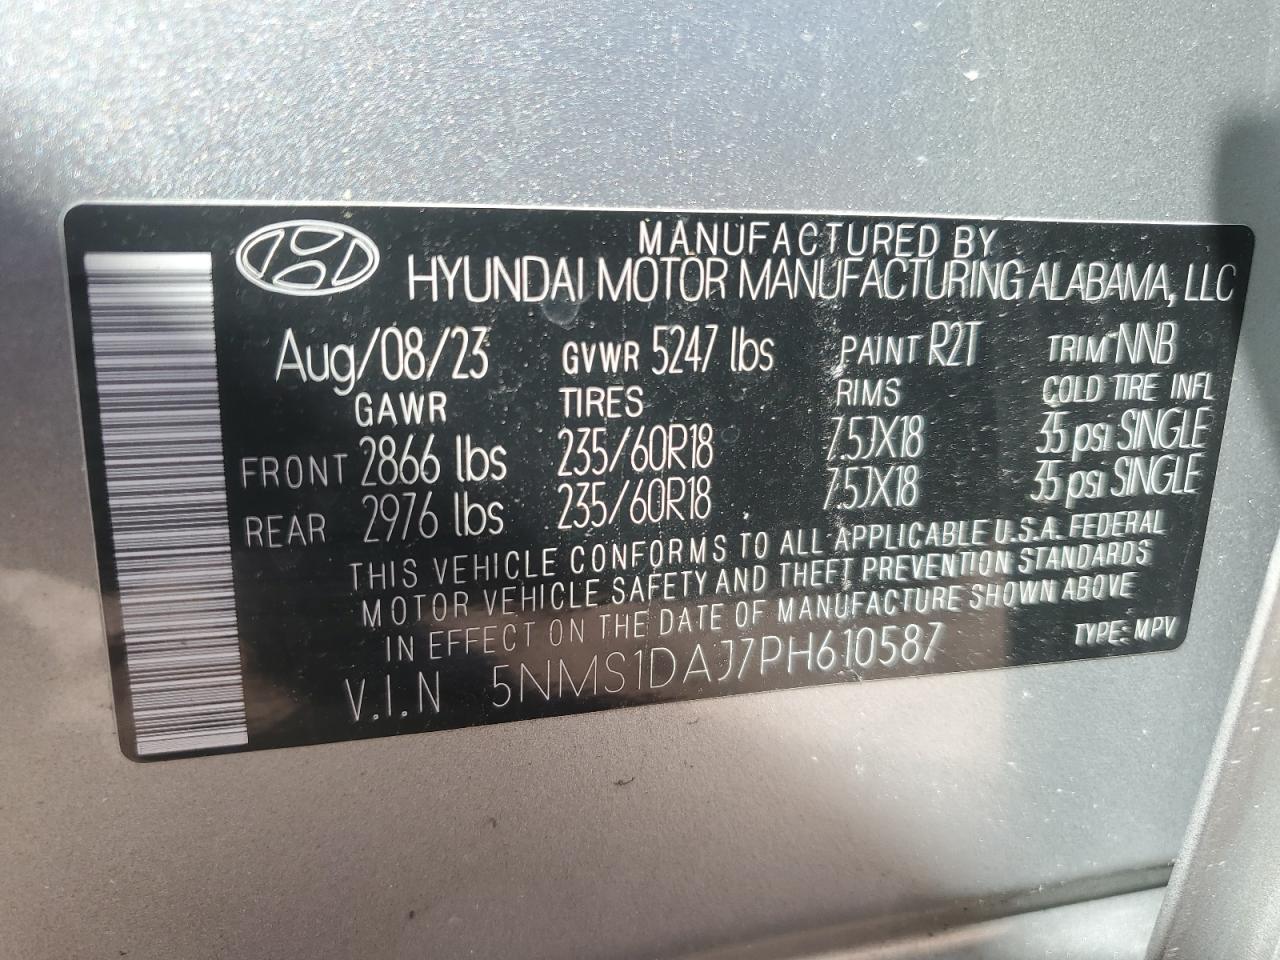 MANUFACTURED BY
HYUNDAI MOTOR MANUFACTURING ALABAMA, LLC
Aug/08/23 GVWR 5247 lbs PAINT R2T TRIM NNB
GAWR TIRES RIMS COLD TIRE INFL
FRONT 2866 lbs 235/60R18 7.5JX18 35 psi SINGLE
REAR 2976 lbs 235/60R18 7.5JX18 35 psi SINGLE
THIS VEHICLE CONFORMS TO ALL APPLICABLE U.S.A. FEDERAL
MOTOR VEHICLE SAFETY AND THEFT PREVENTION STANDARDS
IN EFFECT ON THE DATE OF MANUFACTURE SHOWN ABOVE
V.I.N 5NMS1DAJ7PH610587 TYPE: MPV